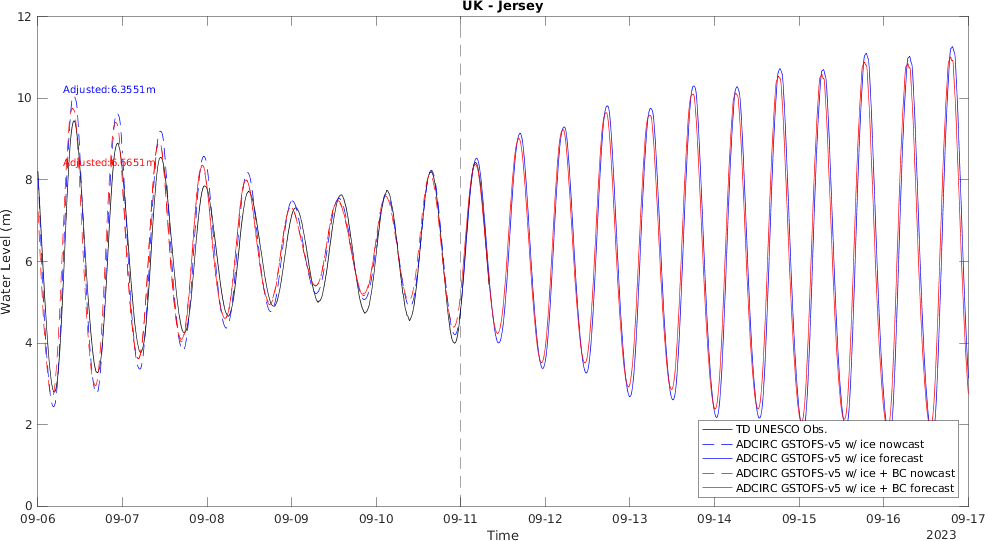 UK - Jersey
12
10
8
6
4
2
0
Water Level (m)
Adjusted:6.3551m
Adjusted:6.6651m
TD UNESCO Obs.
ADCIRC GSTOFS-v5 w/ ice nowcast
ADCIRC GSTOFS-v5 w/ ice forecast
ADCIRC GSTOFS-v5 w/ ice + BC nowcast
ADCIRC GSTOFS-v5 w/ ice + BC forecast
09-06 09-07 09-08 09-09 09-10 09-11 09-12 09-13 09-14 09-15 09-16 09-17
Time
2023